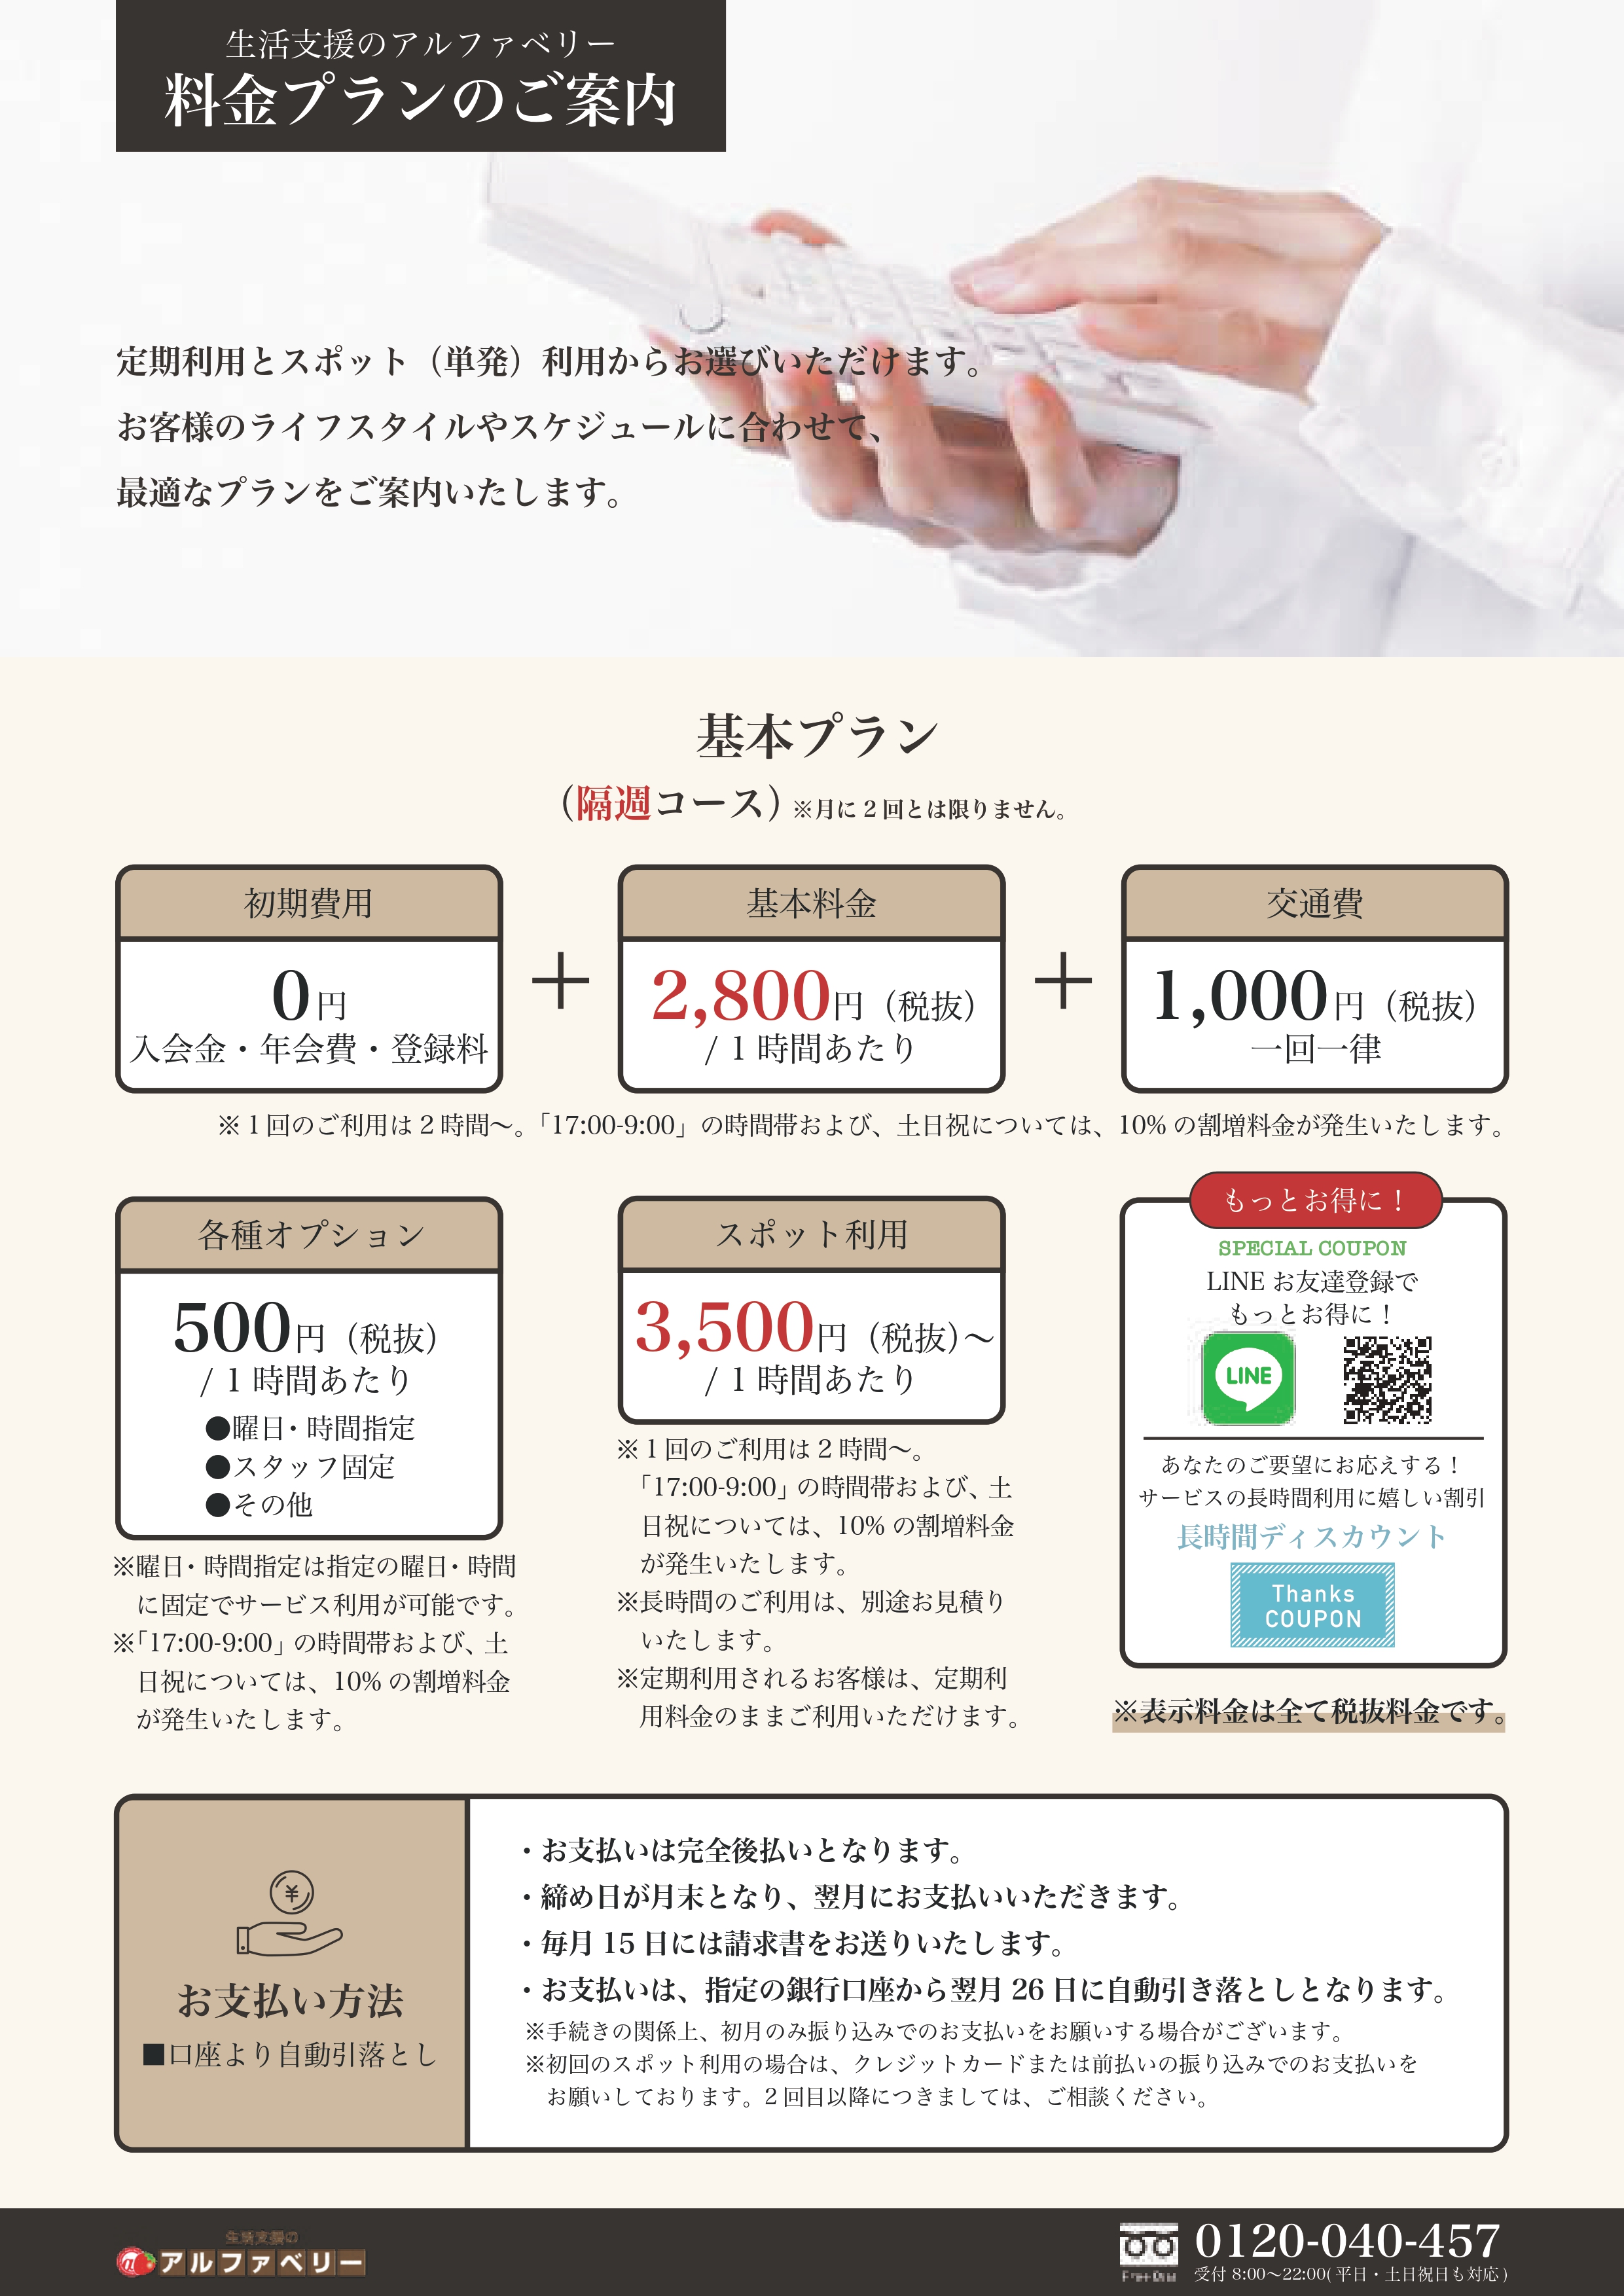 生活支援のアルファベリー
料金プランのご案内
定期利用とスポット（単発）利用からお選びいただけます。
お客様のライフスタイルやスケジュールに合わせて、
最適なプランをご案内いたします。
基本プラン
（隔週コース）※月に２回とは限りません。
初期費用
0円
入会金・年会費・登録料
＋
基本料金
2,800円（税抜）
/ 1 時間あたり
＋
交通費
1,000円（税抜）
一回一律
※１回のご利用は２時間～。「17:00-9:00」の時間帯および、土日祝については、10% の割増料金が発生いたします。
各種オプション
500円（税抜）
/ 1 時間あたり
●曜日・時間指定
●スタッフ固定
●その他
※曜日・時間指定は指定の曜日・時間
に固定でサービス利用が可能です。
※「17:00-9:00」の時間帯および、土
日祝については、10% の割増料金
が発生いたします。
スポット利用
3,500円（税抜）～
/ 1 時間あたり
※１回のご利用は２時間～。
「17:00-9:00」の時間帯および、土
日祝については、10% の割増料金
が発生いたします。
※長時間のご利用は、別途お見積り
いたします。
※定期利用されるお客様は、定期利
用料金のままご利用いただけます。
もっとお得に！
SPECIAL COUPON
LINE お友達登録で
もっとお得に！
LINE
あなたのご要望にお応えする！
サービスの長時間利用に嬉しい割引
長時間ディスカウント
Thanks
COUPON
※表示料金は全て税抜料金です。
お支払い方法
■口座より自動引落とし
・お支払いは完全後払いとなります。
・締め日が月末となり、翌月にお支払いいただきます。
・毎月 15 日には請求書をお送りいたします。
・お支払いは、指定の銀行口座から翌月 26 日に自動引き落としとなります。
※手続きの関係上、初月のみ振り込みでのお支払いをお願いする場合がございます。
※初回のスポット利用の場合は、クレジットカードまたは前払いの振り込みでのお支払いを
お願いしております。２回目以降につきましては、ご相談ください。
生活支援の
アルファベリー
Free Dial
0120-040-457
受付 8:00～22:00(平日・土日祝日も対応)